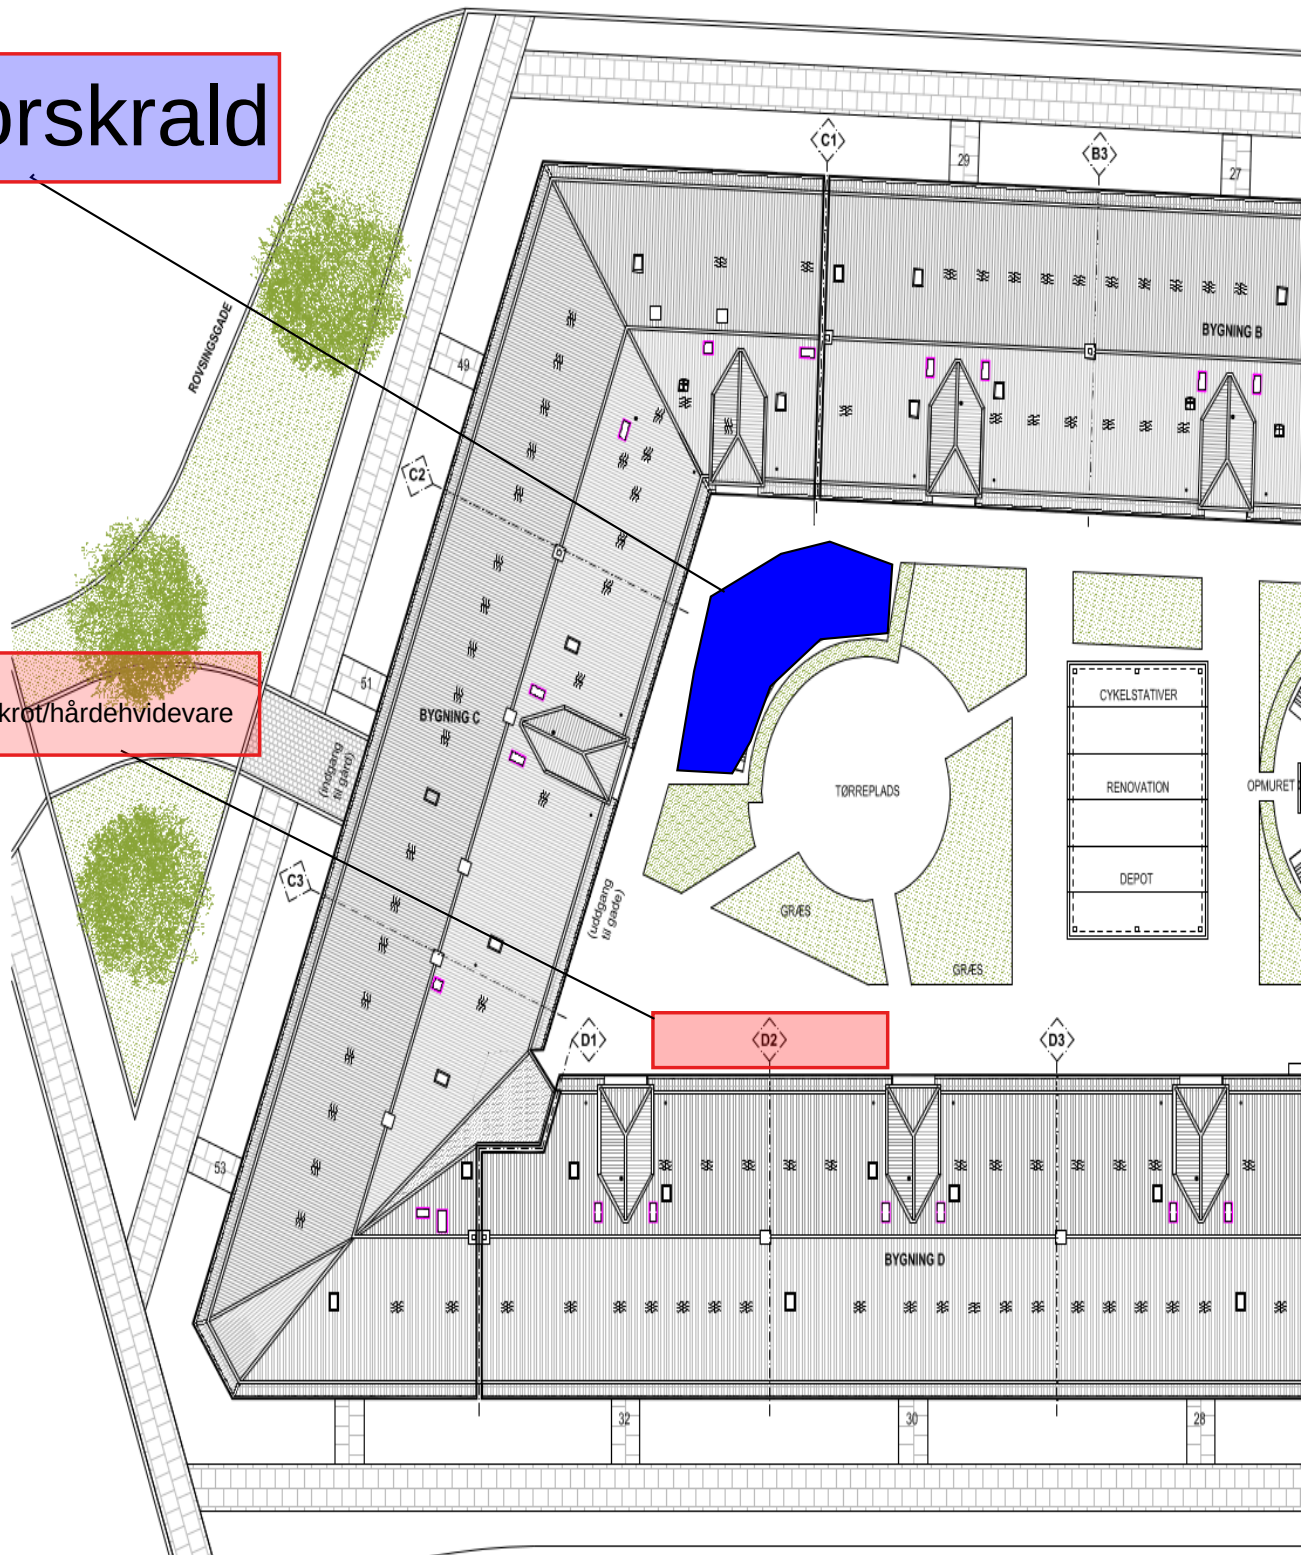 orskrald
C1
29
B3
27
ROVSINGSGADE
BYGNING B
49
C2
51
BYGNING C
krot/hårdehvidevare
(indgang
til gård)
CYKELSTATIVER
TØRREPLADS
RENOVATION
OPMURET
DEPOT
C3
(uddgang
til gade)
GRÆS
GRÆS
D1
D2
D3
53
BYGNING D
32
30
28